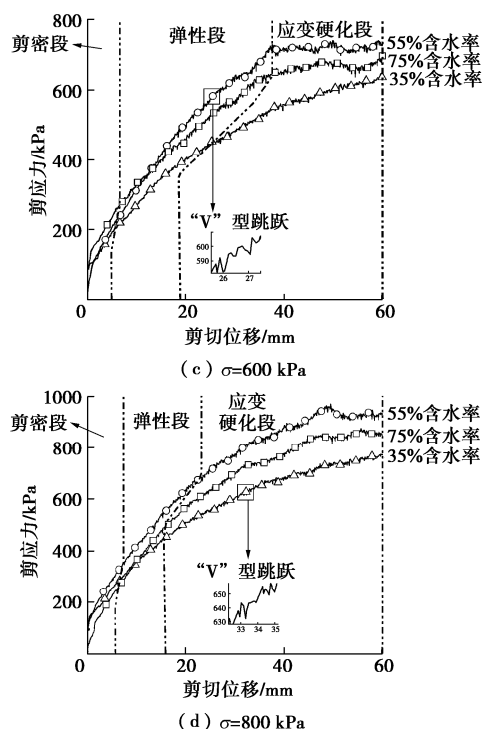 800
剪密段
弹性段
应变硬化段
55%含水率
75%含水率
35%含水率
600
400
200
剪应力/kPa
“V” 型跳跃
600
590
26
27
0
20
40
60
剪切位移/mm
（c）σ=600 kPa
1000
剪密段
弹性段
应变
硬化段
55%含水率
75%含水率
35%含水率
800
600
400
200
剪应力/kPa
“V” 型跳跃
650
640
630
33
34
35
0
20
40
60
剪切位移/mm
（d）σ=800 kPa